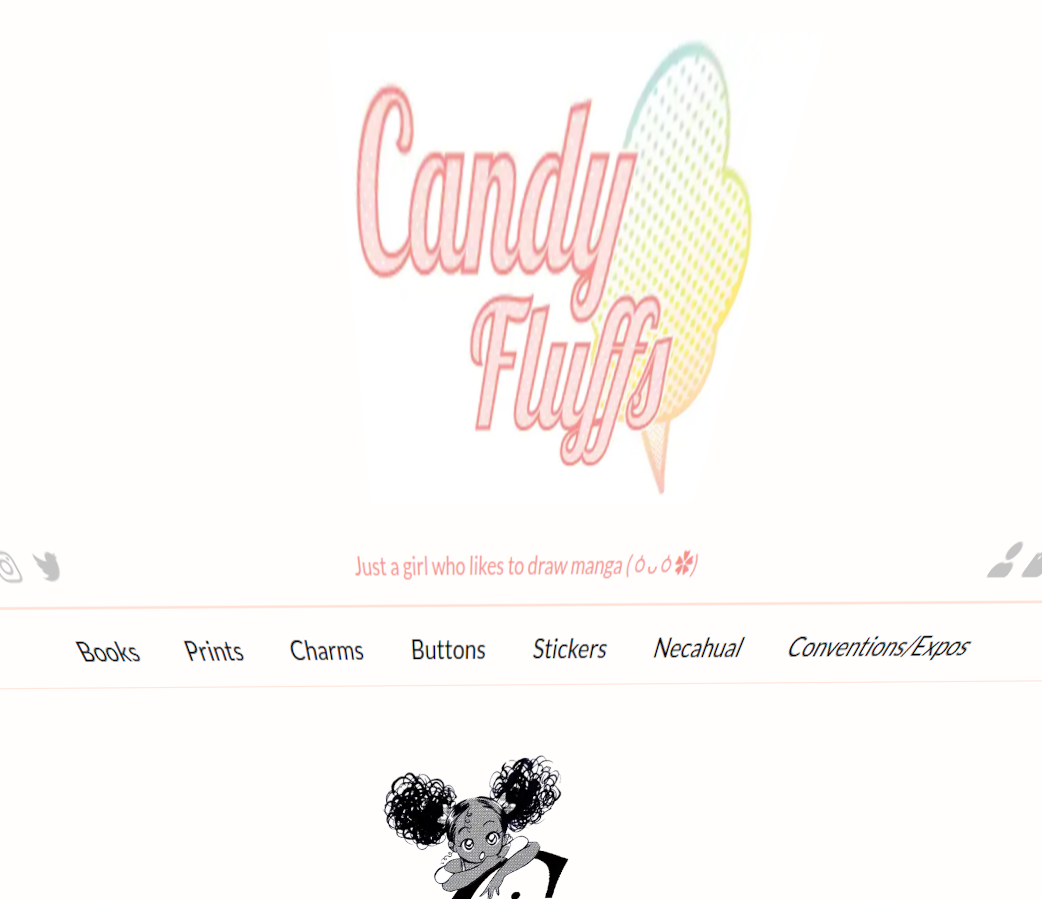 Candy
Fluffs
Just a girl who likes to draw manga (ó ᴗ ó ✽)
Books Prints Charms Buttons Stickers Necahual Conventions/Expos